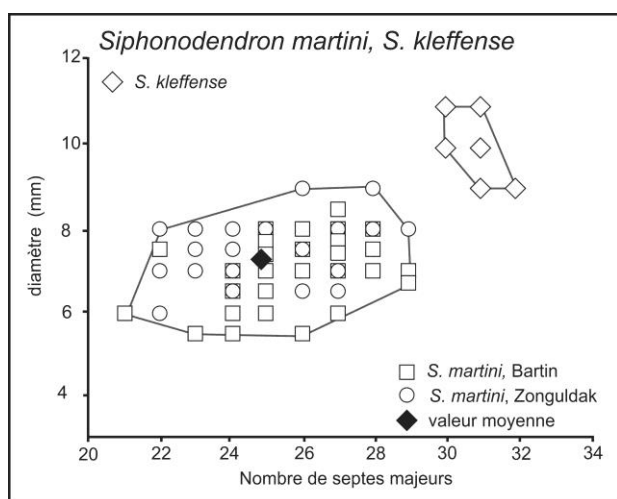 Siphonodendron martini, S. kleffense
S. kleffense
12
10
8
6
4
diamètre (mm)
S. martini, Bartin
S. martini, Zonguldak
valeur moyenne
20 22 24 26 28 30 32 34
Nombre de septes majeurs